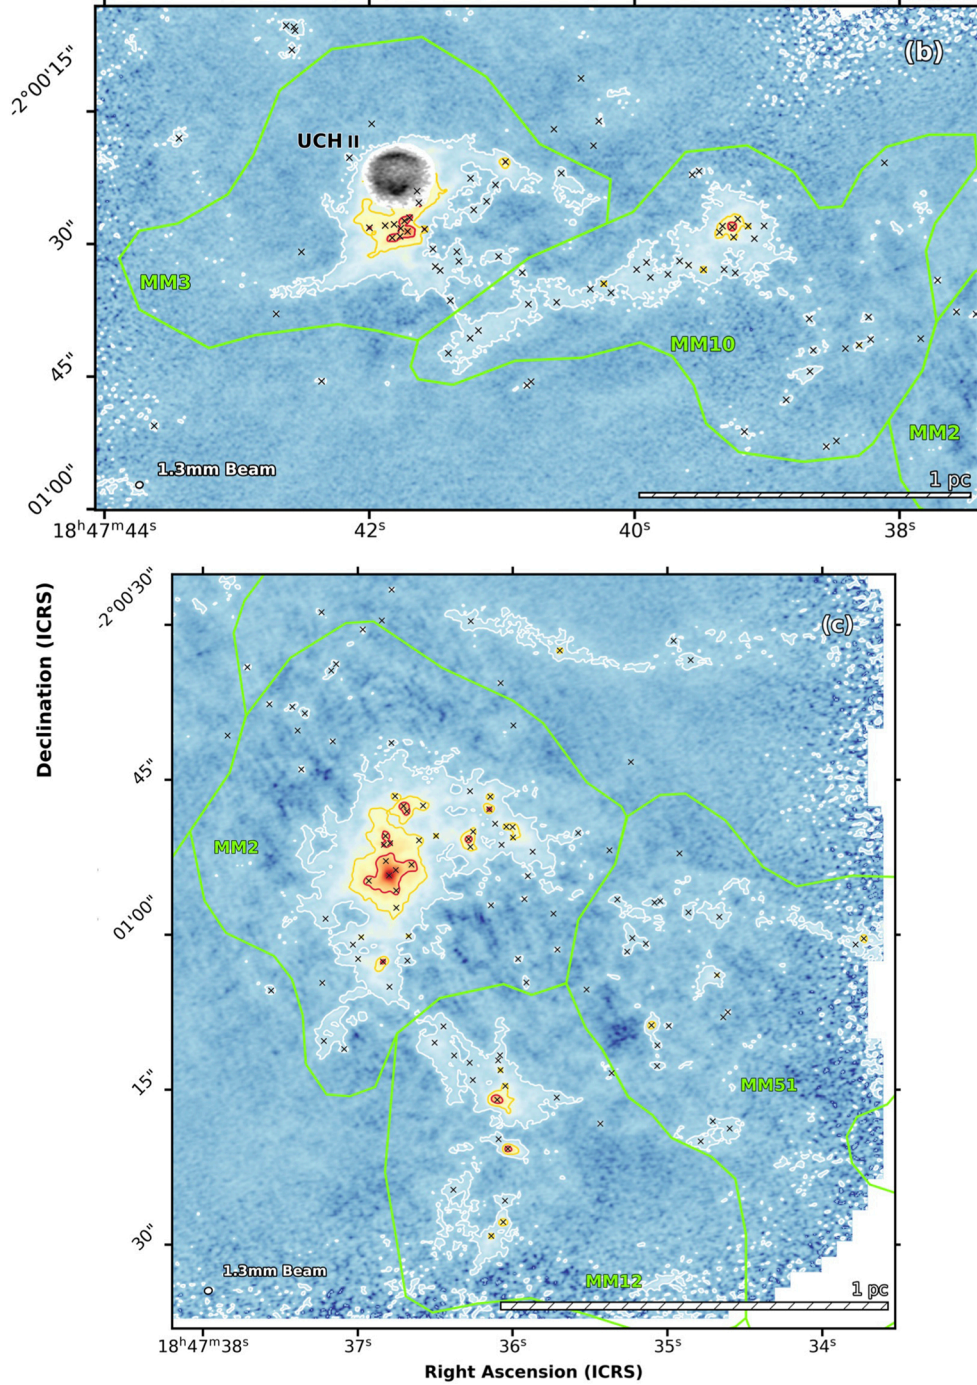 (b)
-2°00'15"
UCH II
30"
MM3
MM10
45"
MM2
1.3mm Beam
01'00"
1 pc
18ʰ47ᵐ44ˢ
42ˢ
40ˢ
38ˢ
Declination (ICRS)
-2°00'30"
(c)
45"
MM2
01'00"
MM51
15"
30"
1.3mm Beam
MM12
1 pc
18ʰ47ᵐ38ˢ
37ˢ
36ˢ
35ˢ
34ˢ
Right Ascension (ICRS)